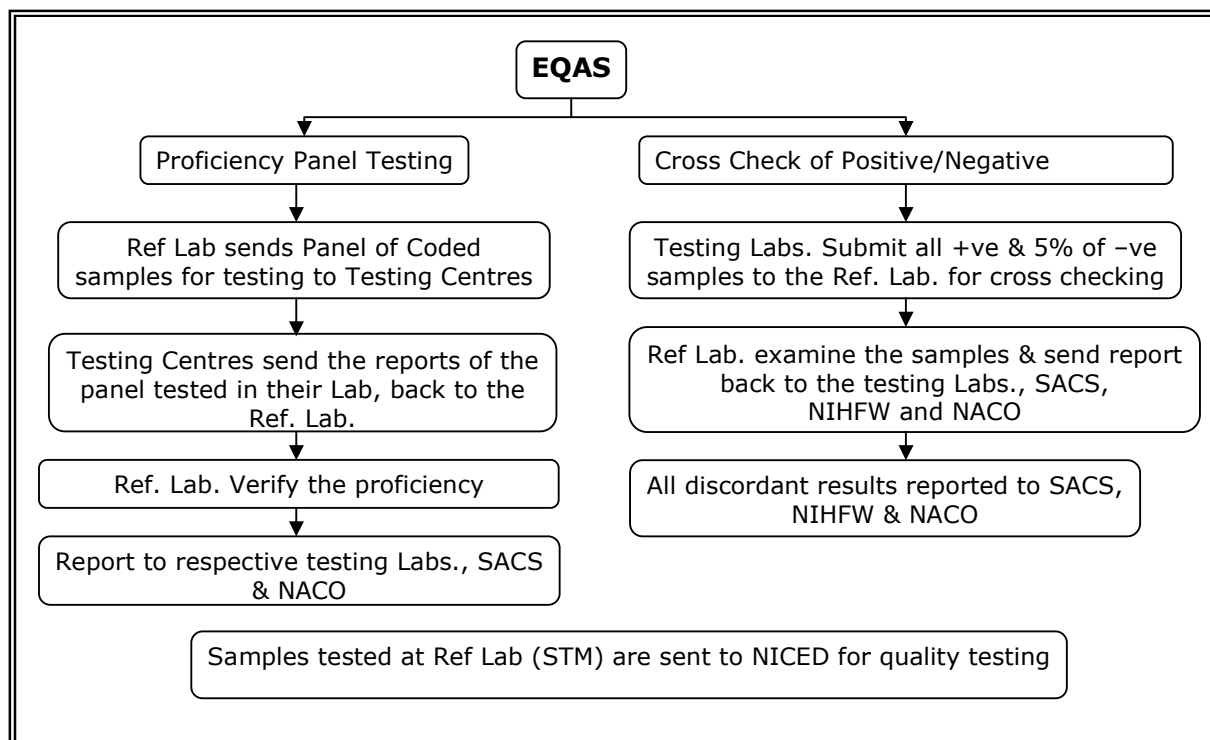 EQAS
Proficiency Panel Testing
Ref Lab sends Panel of Coded
samples for testing to Testing Centres
Testing Centres send the reports of the
panel tested in their Lab, back to the
Ref. Lab.
Ref. Lab. Verify the proficiency
Report to respective testing Labs., SACS
& NACO
Cross Check of Positive/Negative
Testing Labs. Submit all +ve & 5% of –ve
samples to the Ref. Lab. for cross checking
Ref Lab. examine the samples & send report
back to the testing Labs., SACS,
NIHFW and NACO
All discordant results reported to SACS,
NIHFW & NACO
Samples tested at Ref Lab (STM) are sent to NICED for quality testing